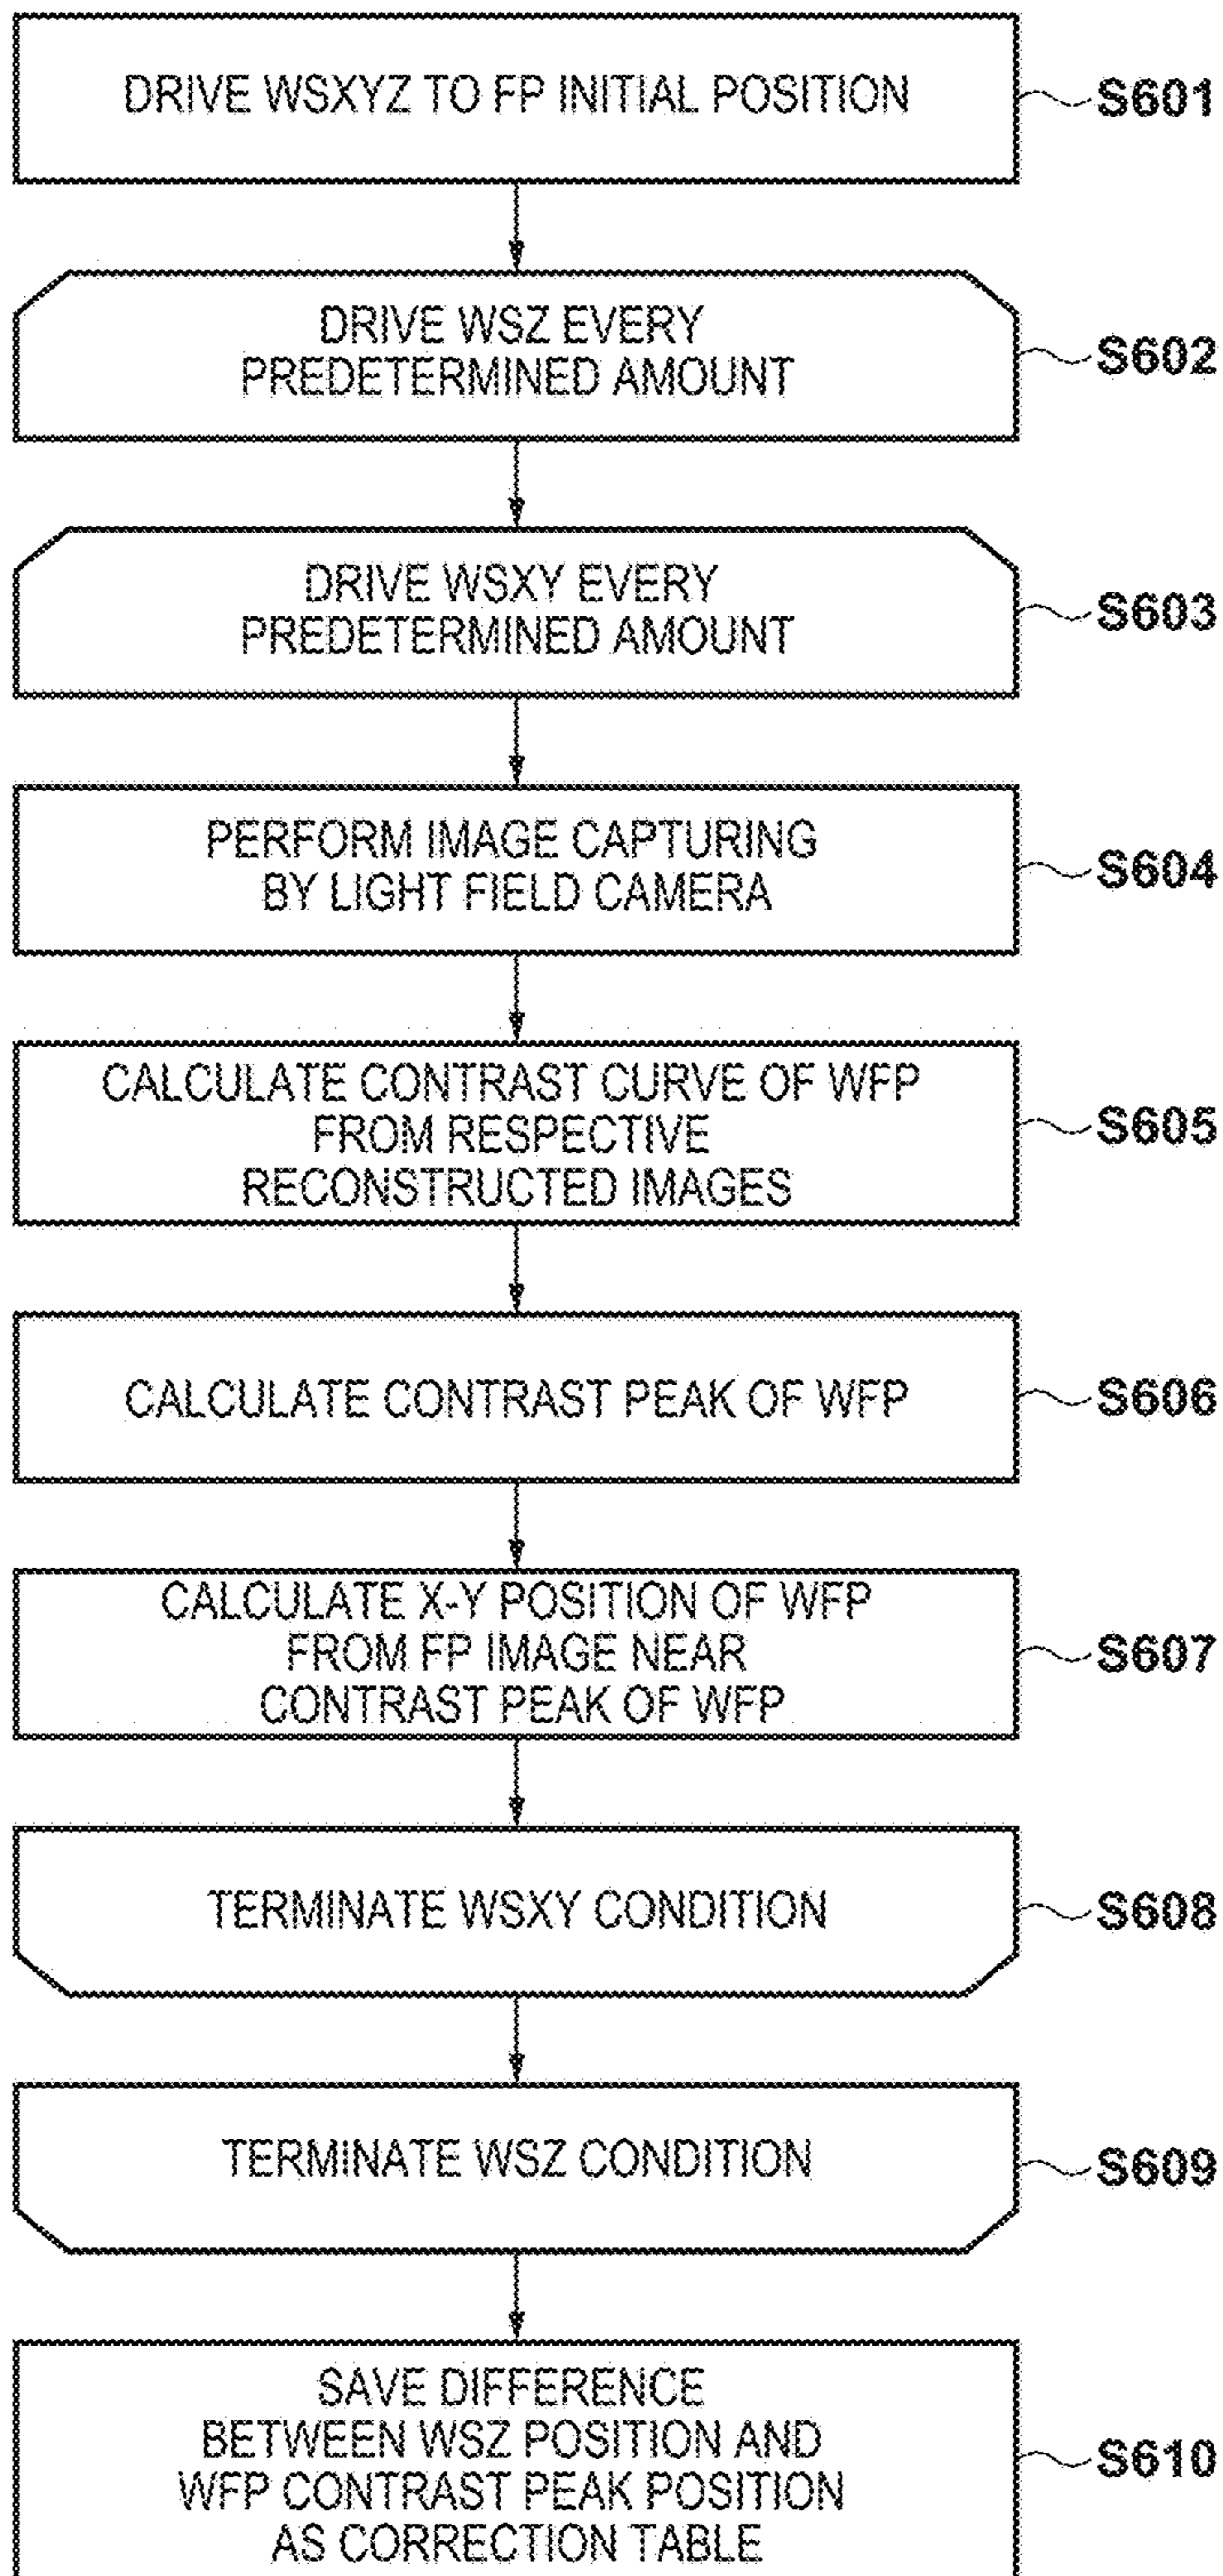 DRIVE WSXYZ TO FP INITIAL POSITION
S601
DRIVE WSZ EVERY
PREDETERMINED AMOUNT
S602
DRIVE WSXY EVERY
PREDETERMINED AMOUNT
S603
PERFORM IMAGE CAPTURING
BY LIGHT FIELD CAMERA
S604
CALCULATE CONTRAST CURVE OF WFP
FROM RESPECTIVE
RECONSTRUCTED IMAGES
S605
CALCULATE CONTRAST PEAK OF WFP
S606
CALCULATE X-Y POSITION OF WFP
FROM FP IMAGE NEAR
CONTRAST PEAK OF WFP
S607
TERMINATE WSXY CONDITION
S608
TERMINATE WSZ CONDITION
S609
SAVE DIFFERENCE
BETWEEN WSZ POSITION AND
WFP CONTRAST PEAK POSITION
AS CORRECTION TABLE
S610